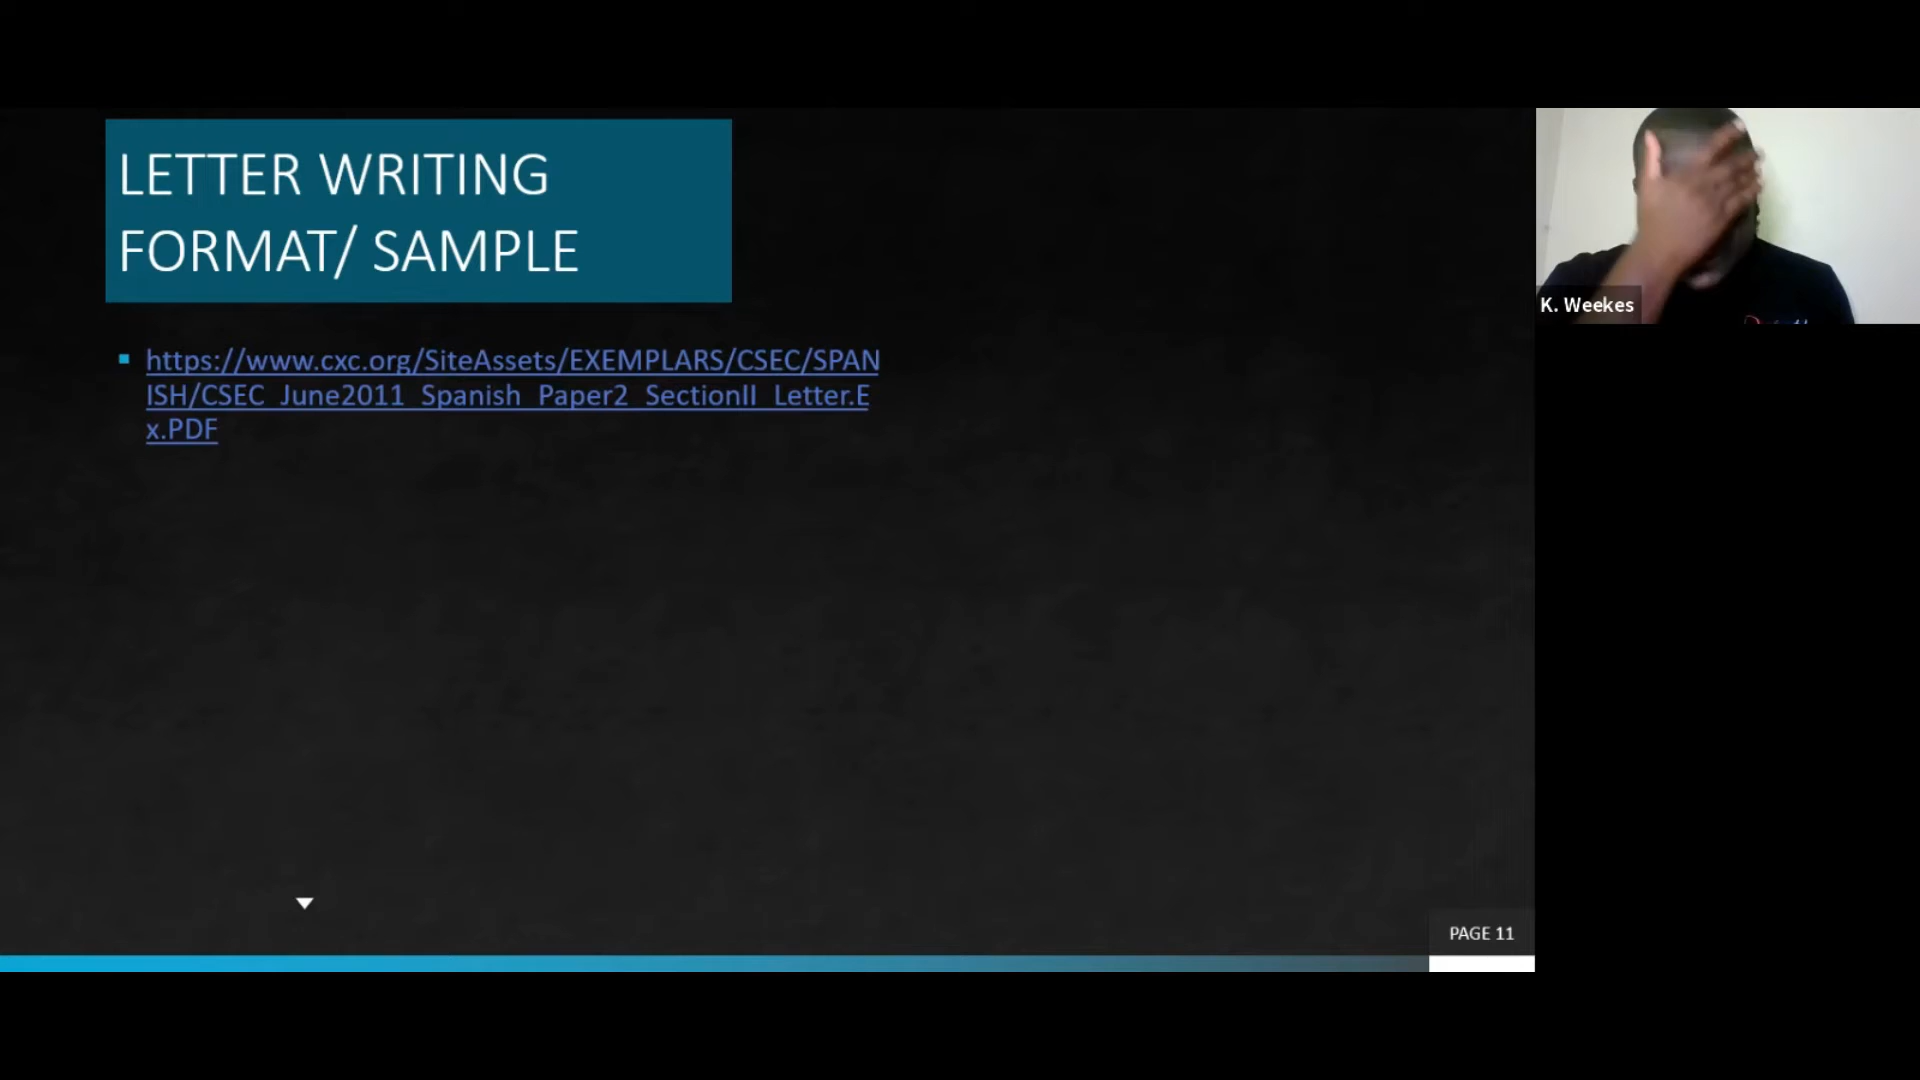 LETTER WRITING
FORMAT/ SAMPLE
https://www.cxc.org/SiteAssets/EXEMPLARS/CSEC/SPAN
ISH/CSEC_June2011_Spanish_Paper2_SectionII_Letter.E
x.PDF
K. Weekes
PAGE 11